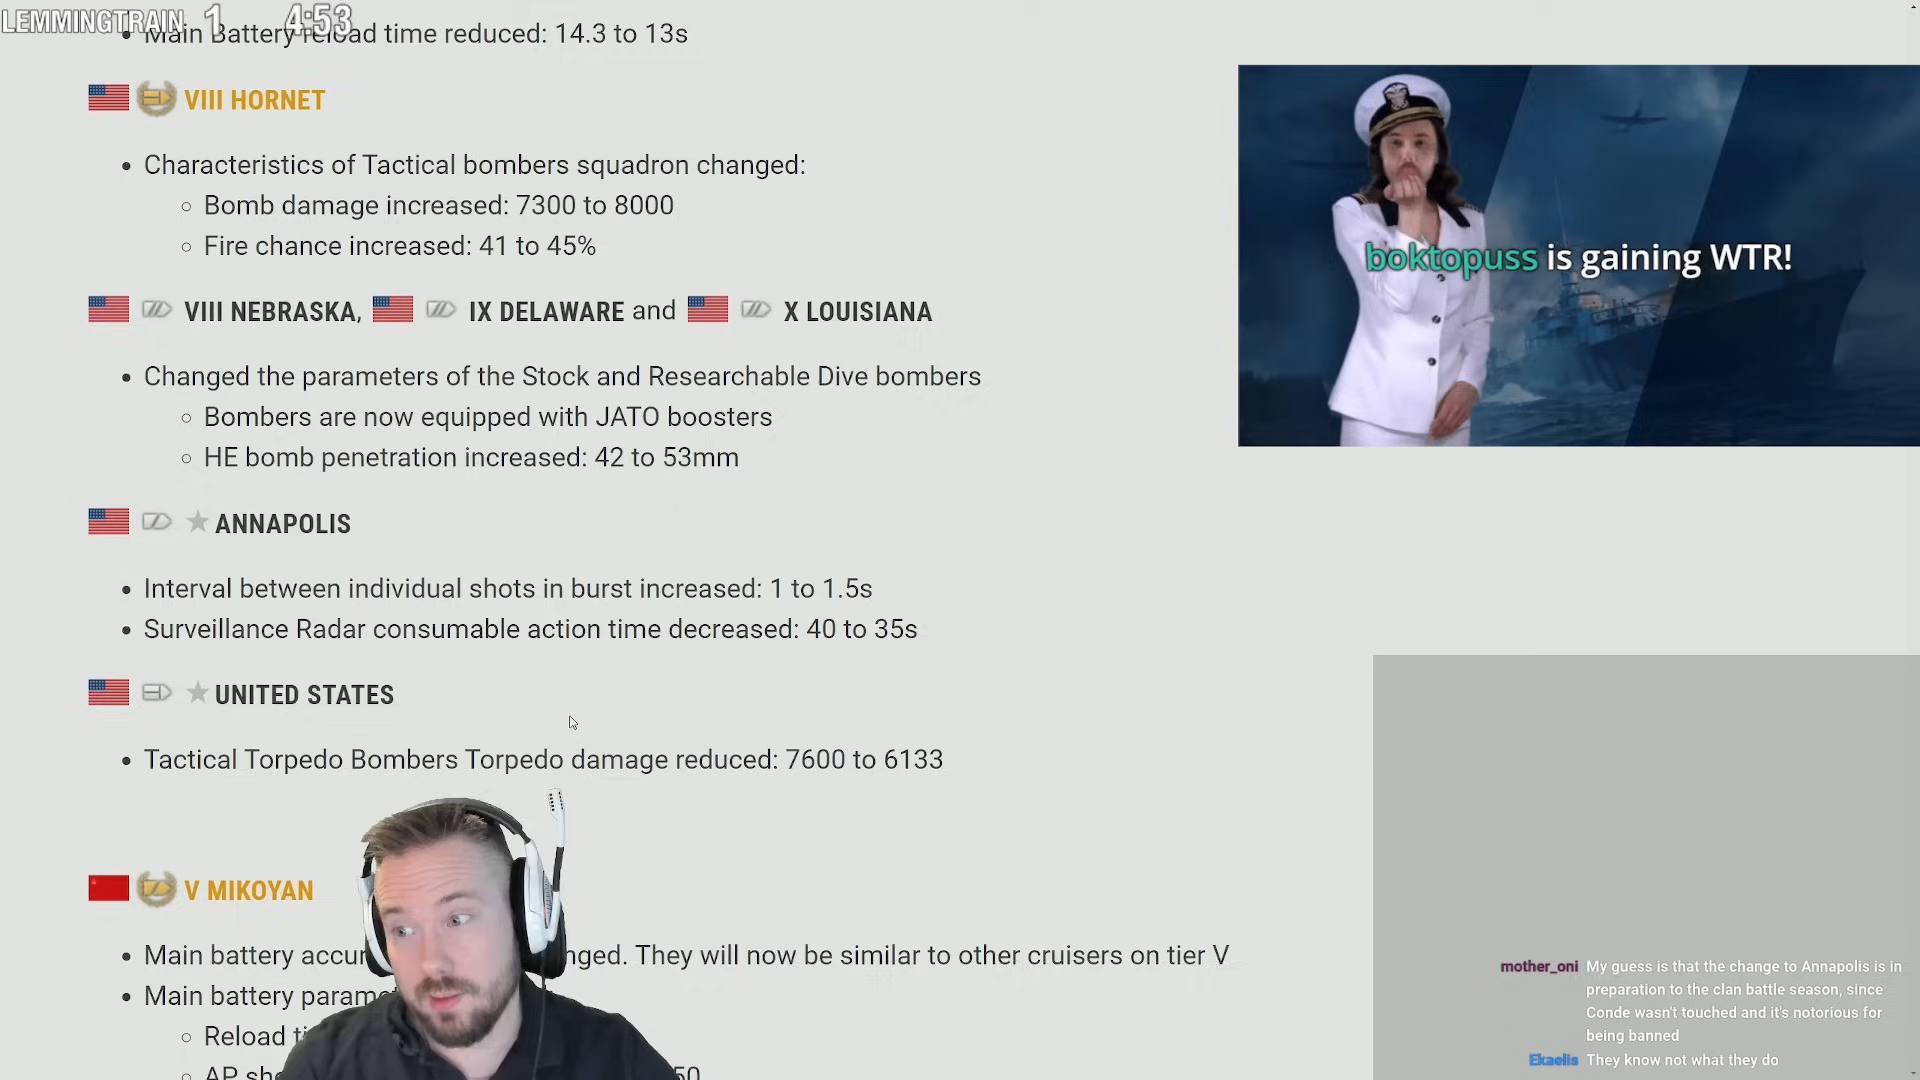 LEMMINGTRAIN 1 4:53
Main Battery reload time reduced: 14.3 to 13s
VIII HORNET
Characteristics of Tactical bombers squadron changed:
Bomb damage increased: 7300 to 8000
Fire chance increased: 41 to 45%
VIII NEBRASKA, IX DELAWARE and X LOUISIANA
Changed the parameters of the Stock and Researchable Dive bombers
Bombers are now equipped with JATO boosters
HE bomb penetration increased: 42 to 53mm
ANNAPOLIS
Interval between individual shots in burst increased: 1 to 1.5s
Surveillance Radar consumable action time decreased: 40 to 35s
UNITED STATES
Tactical Torpedo Bombers Torpedo damage reduced: 7600 to 6133
V MIKOYAN
Main battery They will now be similar to other cruisers on tier V
Main battery
Reload
AP
boktopuss is gaining WTR!
mother_oni My guess is that the change to Annapolis is in
preparation to the clan battle season, since
Conde wasn't touched and it's notorious for
being banned
Ekaelis They know not what they do